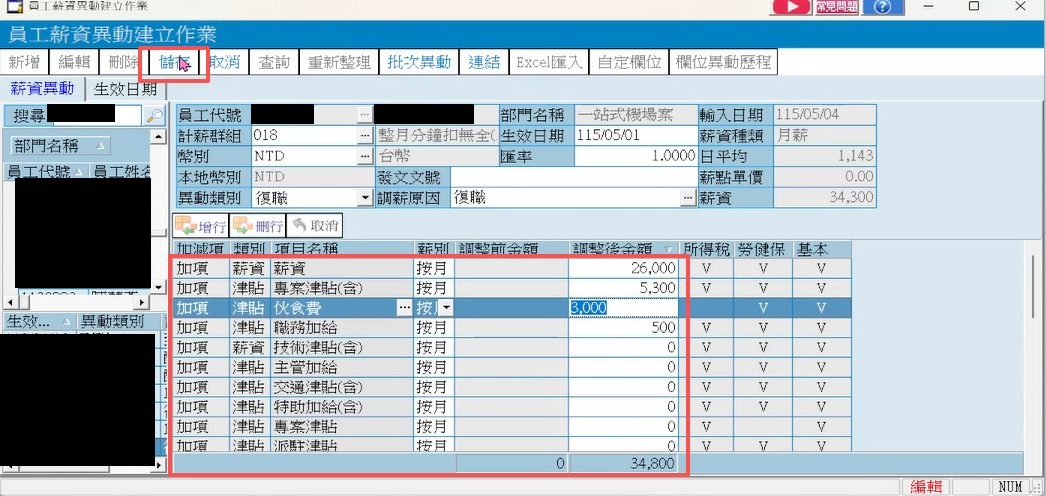 員工薪資異動建立作業
常見問題
員工薪資異動建立作業
新增 編輯 刪除 儲存 取消 查詢 重新整理 批次異動 連結 Excel匯入 自定欄位 欄位異動歷程
薪資異動 生效日期
搜尋
部門名稱
員工代號 員工姓名
生效... 異動類別
員工代號 ... 部門名稱 一站式機場案 輸入日期 115/05/04
計薪群組 018 ... 整月分鐘扣無全( 生效日期 115/05/01 薪資種類 月薪
幣別 NTD ... 台幣 匯率 1.0000 日平均 1,143
本地幣別 NTD 發文文號 薪點單價 0.00
異動類別 復職 調薪原因 復職 ... 薪資 34,300
增行 刪行 取消
加減項 類別 項目名稱 薪別 調整前金額 調整後金額 所得稅 勞健保 基本
加項 薪資 薪資 按月 26,000 V V V
加項 津貼 專案津貼(含) 按月 5,300 V V V
加項 津貼 伙食費 ... 按月 3,000 V V
加項 津貼 職務加給 按月 500 V V V
加項 薪資 技術津貼(含) 按月 0 V V V
加項 津貼 主管加給 按月 0 V V V
加項 津貼 交通津貼(含) 按月 0 V V V
加項 津貼 特助加給(含) 按月 0 V V V
加項 津貼 專案津貼 按月 0 V V
加項 津貼 派駐津貼 按月 0 V V V
0 34,800
編輯 NUM